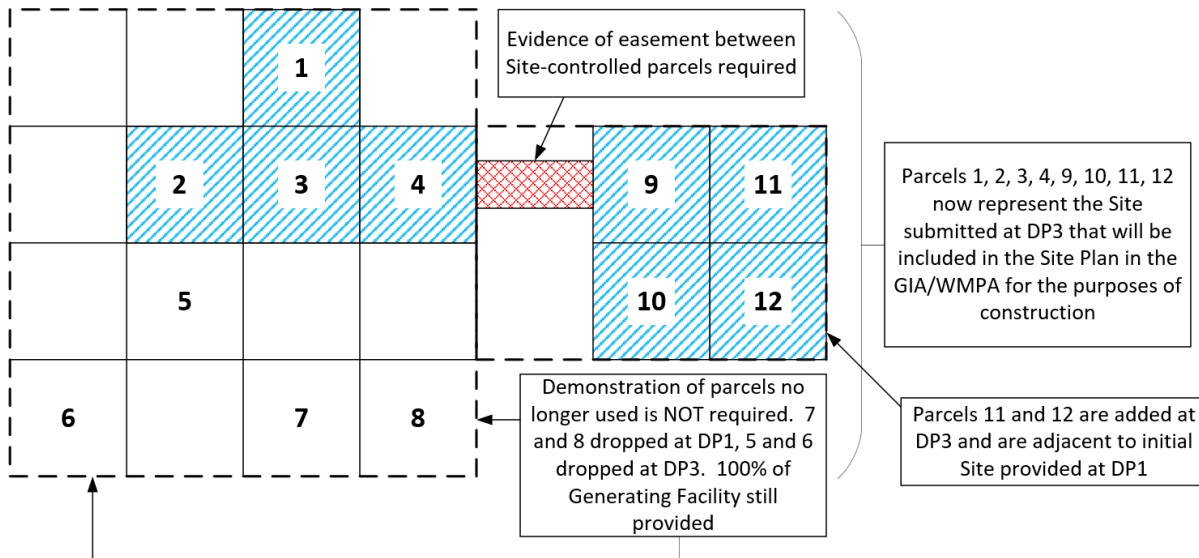 1
Evidence of easement between
Site-controlled parcels required
2
3
4
9
11
Parcels 1, 2, 3, 4, 9, 10, 11, 12
now represent the Site
submitted at DP3 that will be
included in the Site Plan in the
GIA/WMPA for the purposes of
construction
5
10
12
6
7
8
Demonstration of parcels no
longer used is NOT required.  7
and 8 dropped at DP1, 5 and 6
dropped at DP3.  100% of
Generating Facility still
provided
Parcels 11 and 12 are added at
DP3 and are adjacent to initial
Site provided at DP1